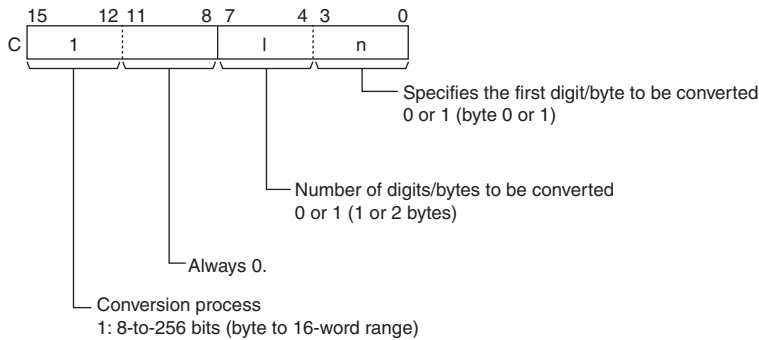 15 12 11 8 7 4 3 0
C 1 l n
Specifies the first digit/byte to be converted
0 or 1 (byte 0 or 1)
Number of digits/bytes to be converted
0 or 1 (1 or 2 bytes)
Always 0.
Conversion process
1: 8-to-256 bits (byte to 16-word range)